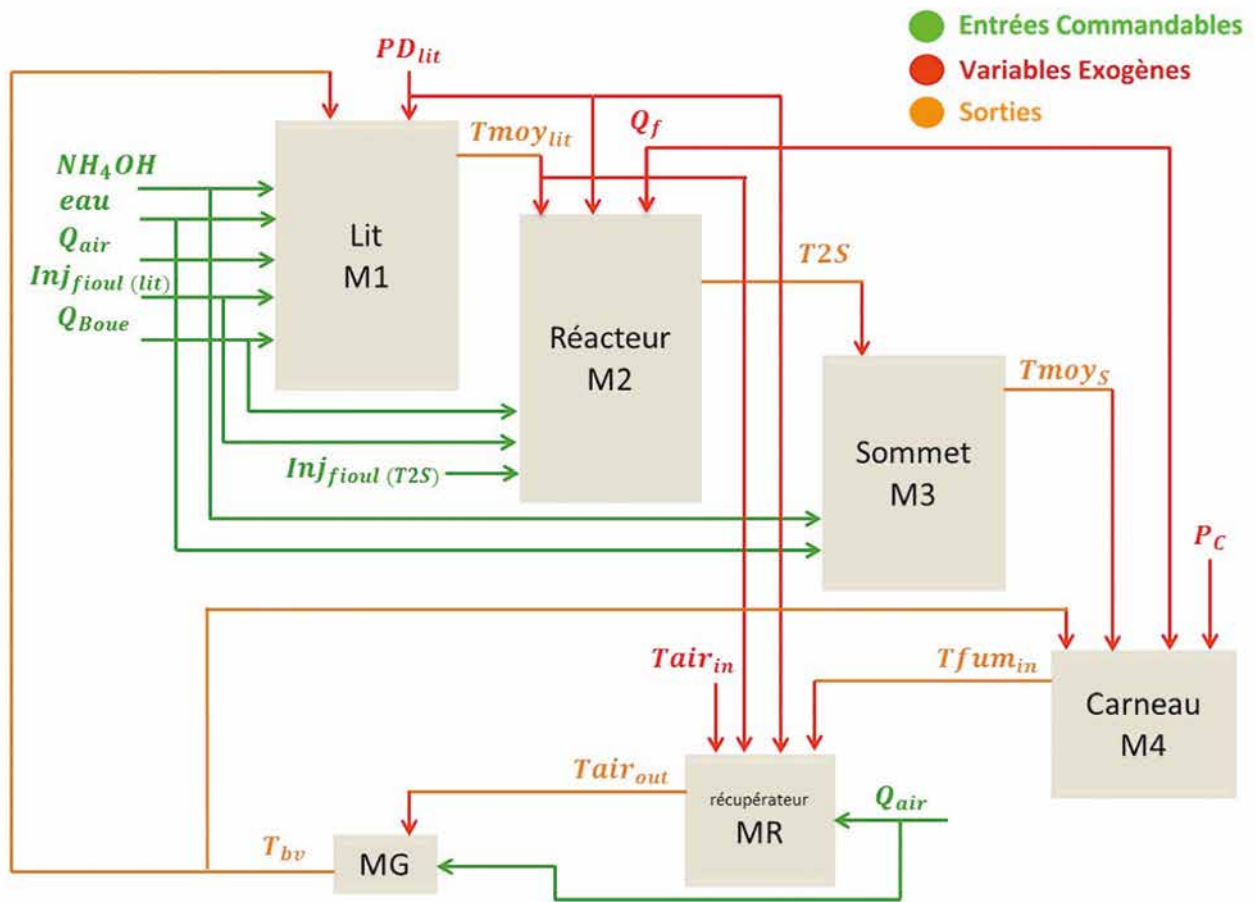 Entrées Commandables
Variables Exogènes
Sorties
PD_lit
Tmoy_lit
Q_f
NH_4OH
eau
Q_air
Inj_fioul (lit)
Q_Boue
Lit
M1
T2S
Réacteur
M2
Inj_fioul (T2S)
Tmoy_S
Sommet
M3
P_C
Tair_in
Tfum_in
Carneau
M4
Tair_out
récupérateur
MR
Q_air
T_bv
MG